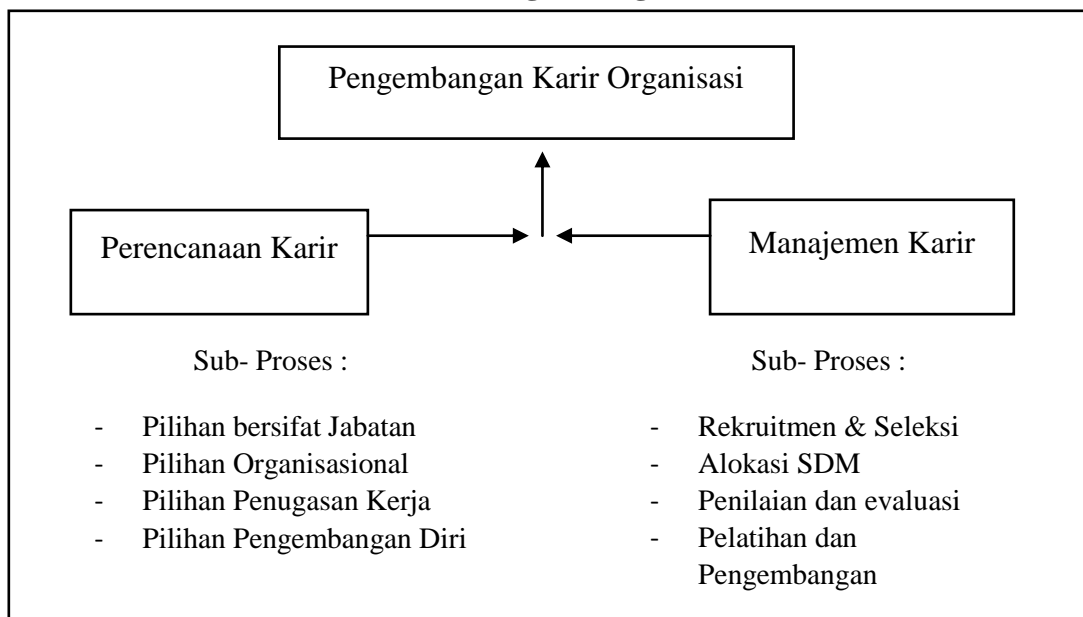 Pengembangan Karir Organisasi
Perencanaan Karir
Manajemen Karir
Sub- Proses :
- Pilihan bersifat Jabatan
- Pilihan Organisasional
- Pilihan Penugasan Kerja
- Pilihan Pengembangan Diri
Sub- Proses :
- Rekruitmen & Seleksi
- Alokasi SDM
- Penilaian dan evaluasi
- Pelatihan dan
Pengembangan